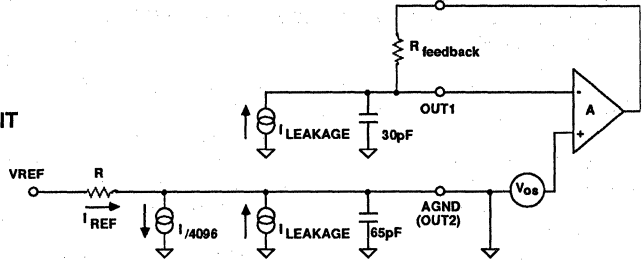 R feedback
A
-
+
OUT1
I LEAKAGE
30pF
IT
VREF
R
I REF
I /4096
I LEAKAGE
65pF
AGND
(OUT2)
VOS